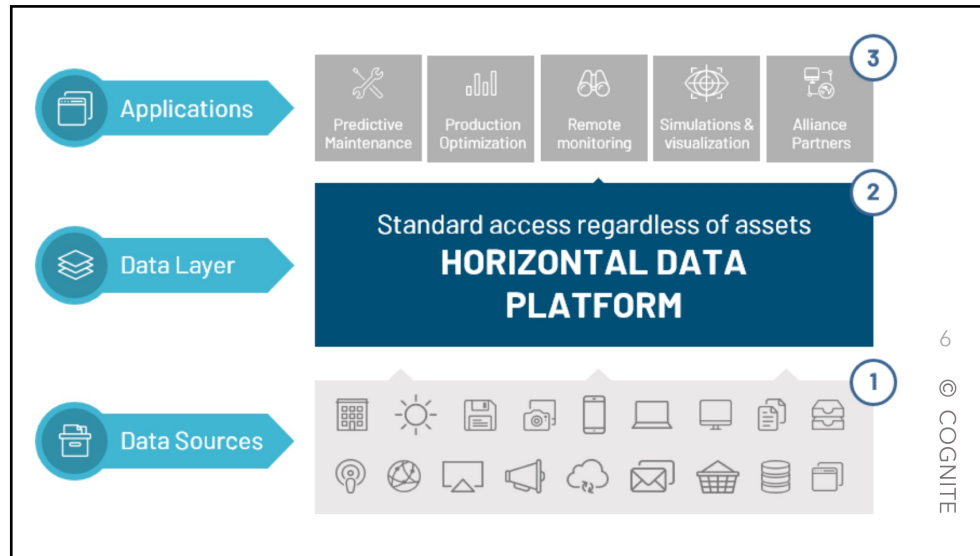 Applications
Predictive
Maintenance
Production
Optimization
Remote
monitoring
Simulations &
visualization
Alliance
Partners
3
Data Layer
Standard access regardless of assets
HORIZONTAL DATA
PLATFORM
2
Data Sources
1
6
© COGNITE